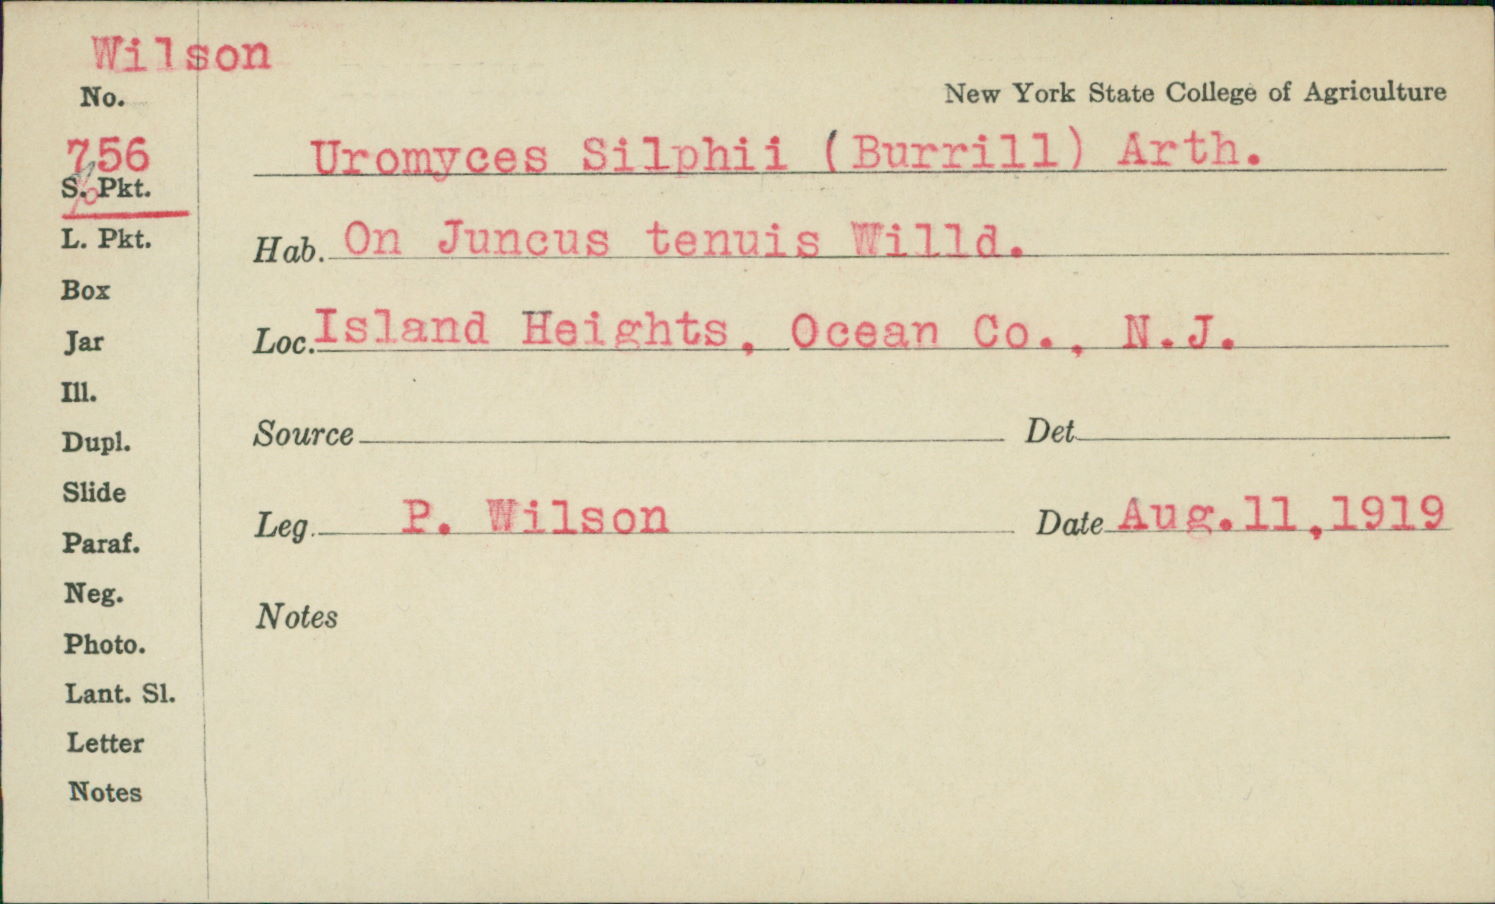 Wilson
No.
New York State College of Agriculture
756
Uromyces Silphii (Burrill) Arth.
S. Pkt.
L. Pkt.
Hab. On Juncus tenuis Willd.
Box
Loc. Island Heights, Ocean Co., N.J.
Jar
Ill.
Dupl.
Source
Det
Slide
Leg. P. Wilson
Date Aug.11,1919
Paraf.
Neg.
Notes
Photo.
Lant. Sl.
Letter
Notes